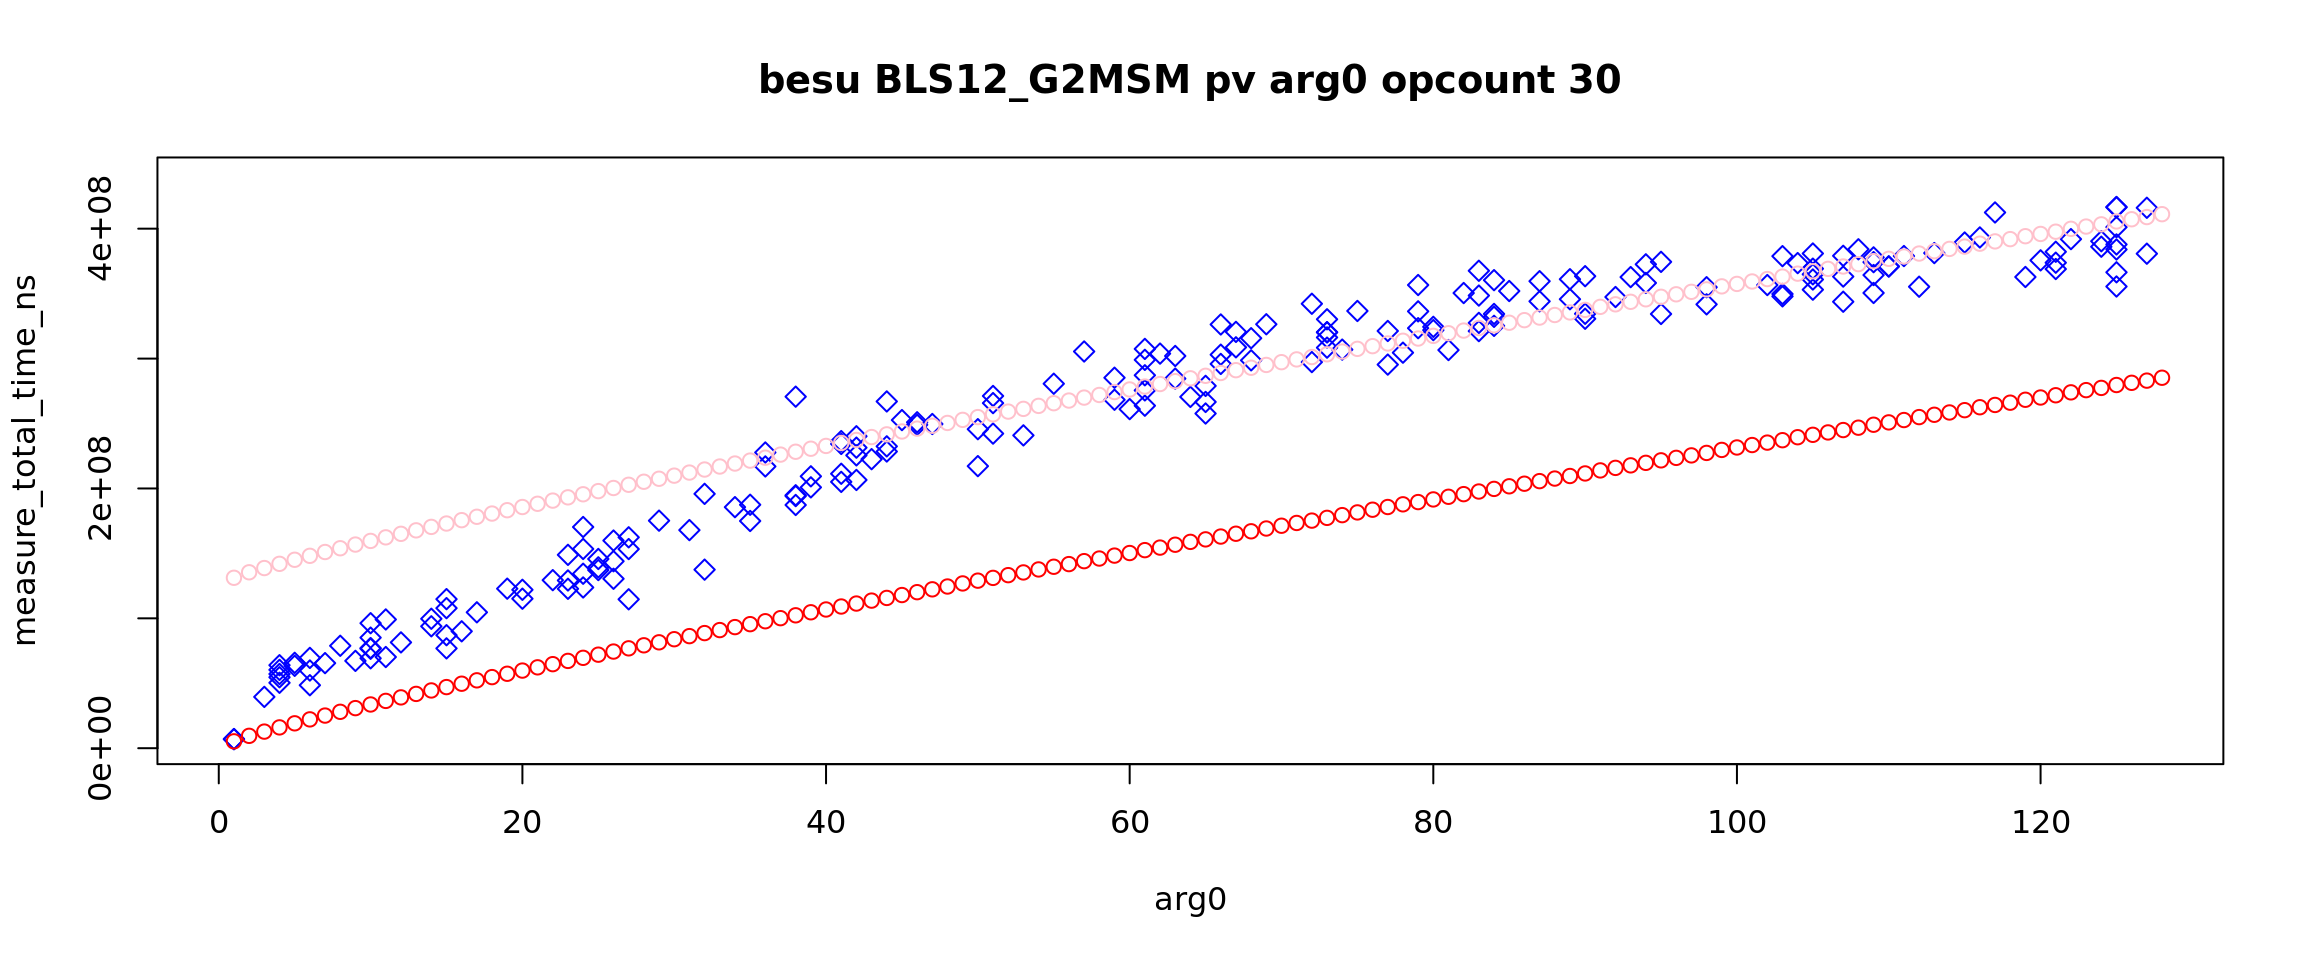 besu BLS12_G2MSM pv arg0 opcount 30
measure_total_time_ns
4e+08
2e+08
0e+00
0 20 40 60 80 100 120
arg0